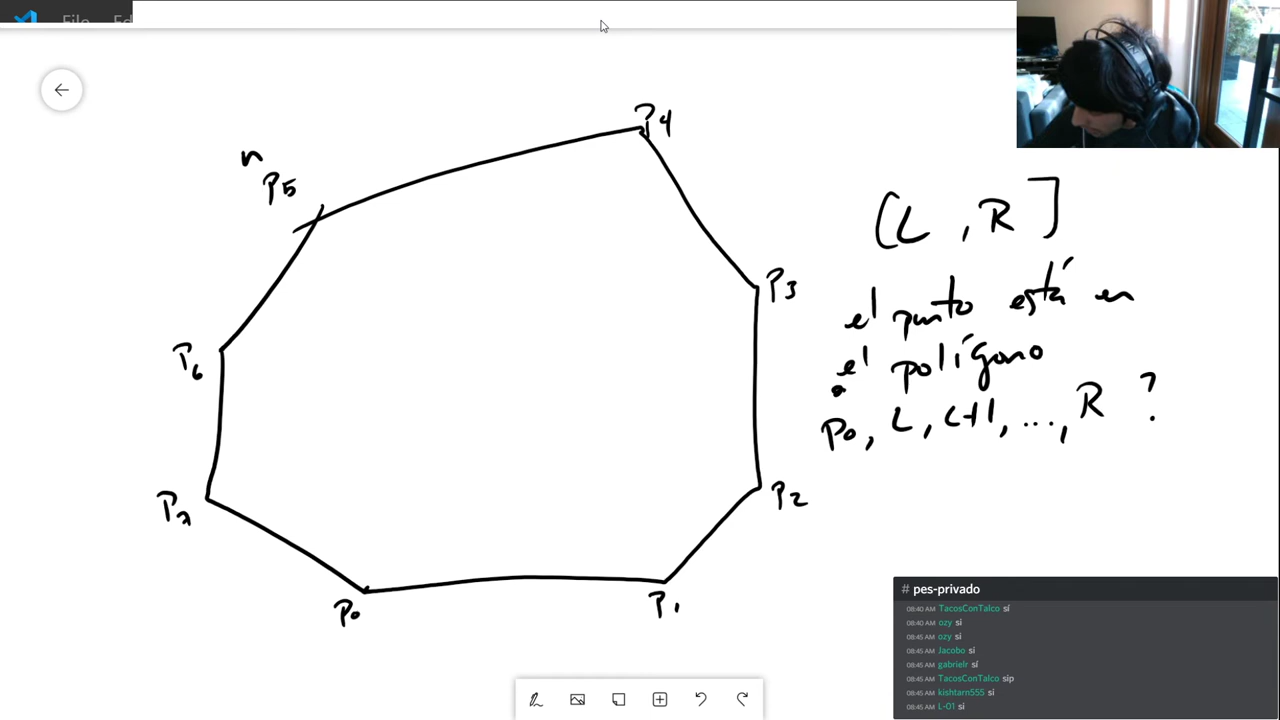 File Ed
P4
n
P5
(L, R]
P3
el punto está en
P6
el polígono
P0, L, L+1, ..., R ?
P2
P7
P0
P1
# pes-privado
08:40 AM TacosConTalco sí
08:40 AM ozy si
08:45 AM ozy si
08:45 AM Jacobo si
08:45 AM gabrielr sí
08:45 AM TacosConTalco sip
08:45 AM kishtarn555 si
08:45 AM L-01 si